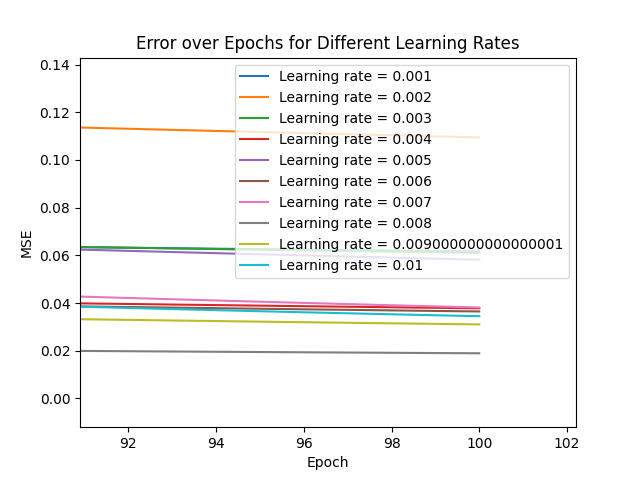 Error over Epochs for Different Learning Rates
0.14
0.12
0.10
0.08
0.06
0.04
0.02
0.00
MSE
Learning rate = 0.001
Learning rate = 0.002
Learning rate = 0.003
Learning rate = 0.004
Learning rate = 0.005
Learning rate = 0.006
Learning rate = 0.007
Learning rate = 0.008
Learning rate = 0.009000000000000001
Learning rate = 0.01
92 94 96 98 100 102
Epoch